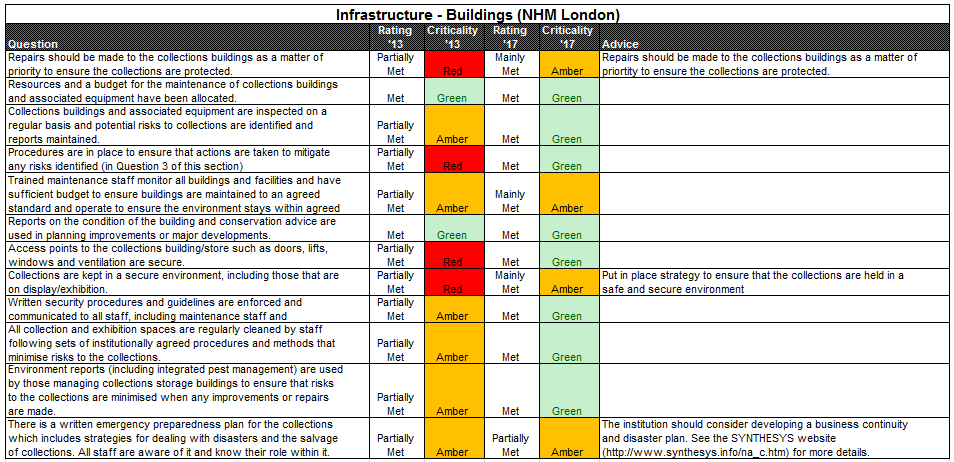 Infrastructure - Buildings (NHM London)
Question Rating '13 Criticality '13 Rating '17 Criticality '17 Advice
Repairs should be made to the collections buildings as a matter of
priority to ensure the collections are protected.
Partially Met Red Mainly Met Amber
Repairs should be made to the collections buildings as a matter of
priortity to ensure the collections are protected.
Resources and a budget for the maintenance of collections buildings
and associated equipment have been allocated.
Met Green Met Green
Collections buildings and associated equipment are inspected on a
regular basis and potential risks to collections are identified and
reports maintained.
Partially Met Amber Met Green
Procedures are in place to ensure that actions are taken to mitigate
any risks identified (in Question 3 of this section)
Partially Met Red Met Green
Trained maintenance staff monitor all buildings and facilities and have
sufficient budget to ensure buildings are maintained to an agreed
standard and operate to ensure the environment stays within agreed
Partially Met Amber Mainly Met Amber
Reports on the condition of the building and conservation advice are
used in planning improvements or major developments.
Met Green Met Green
Access points to the collections building/store such as doors, lifts,
windows and ventilation are secure.
Partially Met Red Met Green
Collections are kept in a secure environment, including those that are
on display/exhibition.
Partially Met Red Mainly Met Amber
Put in place strategy to ensure that the collections are held in a
safe and secure environment
Written security procedures and guidelines are enforced and
communicated to all staff, including maintenance staff and
Partially Met Amber Met Green
All collection and exhibition spaces are regularly cleaned by staff
following sets of institutionally agreed procedures and methods that
minimise risks to the collections.
Partially Met Amber Met Green
Environment reports (including integrated pest management) are used
by those managing collections storage buildings to ensure that risks
to the collections are minimised when any improvements or repairs
are made.
Partially Met Amber Met Green
There is a written emergency preparedness plan for the collections
which includes strategies for dealing with disasters and the salvage
of collections. All staff are aware of it and know their role within it.
Partially Met Amber Partially Met Amber
The institution should consider developing a business continuity
and disaster plan. See the SYNTHESYS website
(http://www.synthesys.info/na_c.htm) for more details.